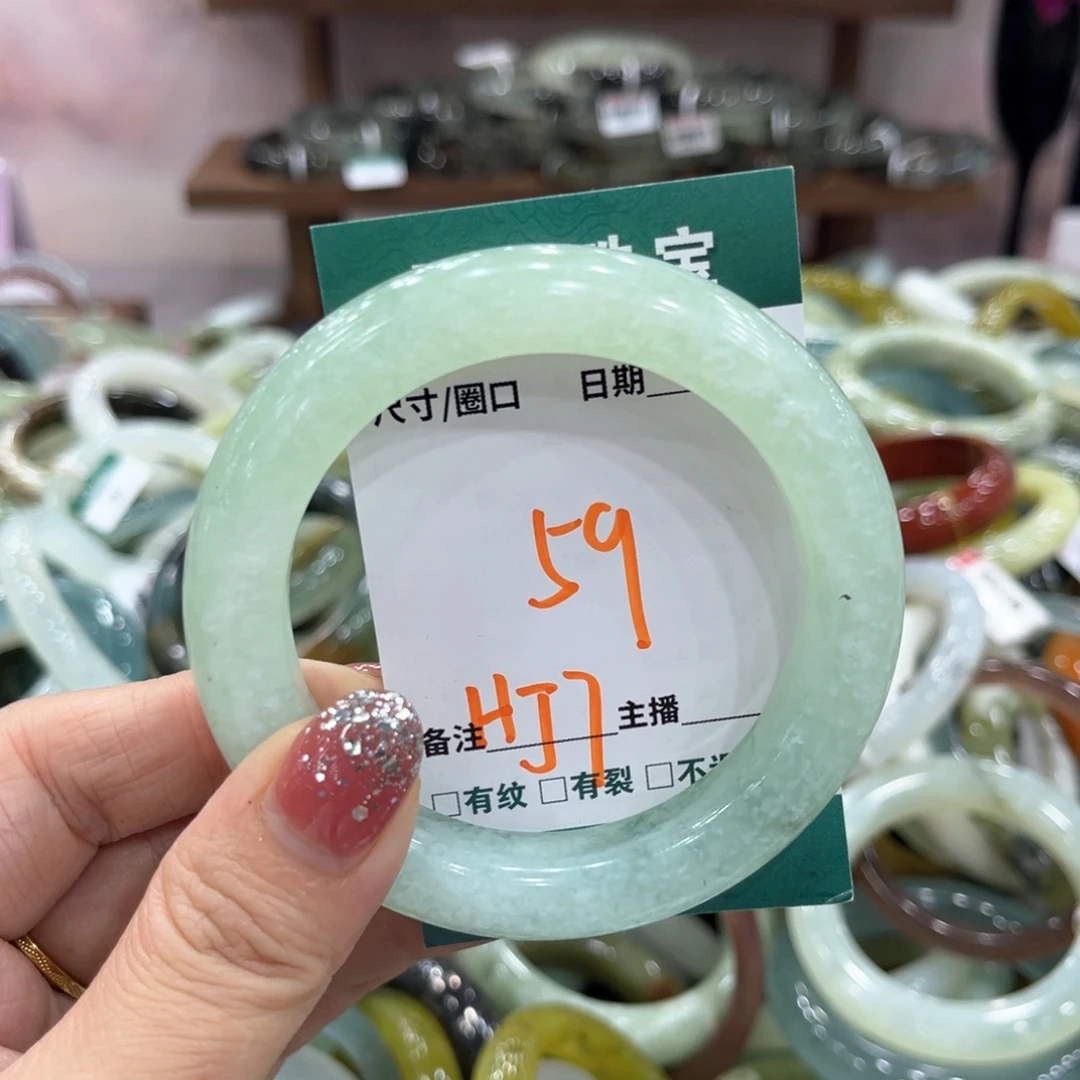 宝
尺寸/圈口 日期
59
HJ7
备注 主播
□有纹 □有裂 □不